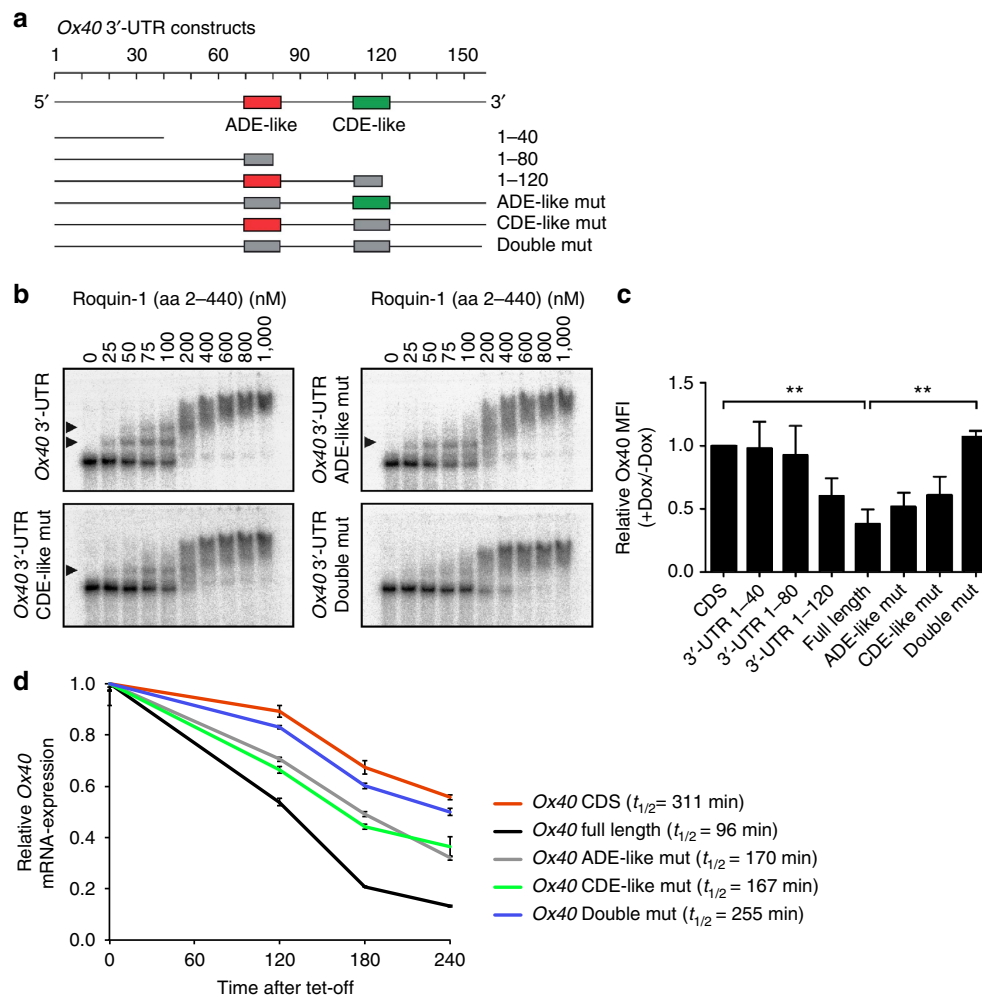 a
Ox40 3′-UTR constructs
1 30 60 90 120 150
5′ 3′
ADE-like CDE-like
1–40
1–80
1–120
ADE-like mut
CDE-like mut
Double mut
b
Roquin-1 (aa 2–440) (nM)
0 25 50 75 100 200 400 600 800 1,000
Ox40 3′-UTR
Roquin-1 (aa 2–440) (nM)
0 25 50 75 100 200 400 600 800 1,000
Ox40 3′-UTR
ADE-like mut
Ox40 3′-UTR
CDE-like mut
Ox40 3′-UTR
Double mut
c
Relative Ox40 MFI
(+Dox/-Dox)
1.5
1.0
0.5
0.0
** **
CDS
3′-UTR 1–40
3′-UTR 1–80
3′-UTR 1–120
Full length
ADE-like mut
CDE-like mut
Double mut
d
Relative Ox40
mRNA-expression
1.0
0.8
0.6
0.4
0.2
0.0
0 60 120 180 240
Time after tet-off
Ox40 CDS (t1/2= 311 min)
Ox40 full length (t1/2 = 96 min)
Ox40 ADE-like mut (t1/2 = 170 min)
Ox40 CDE-like mut (t1/2 = 167 min)
Ox40 Double mut (t1/2 = 255 min)